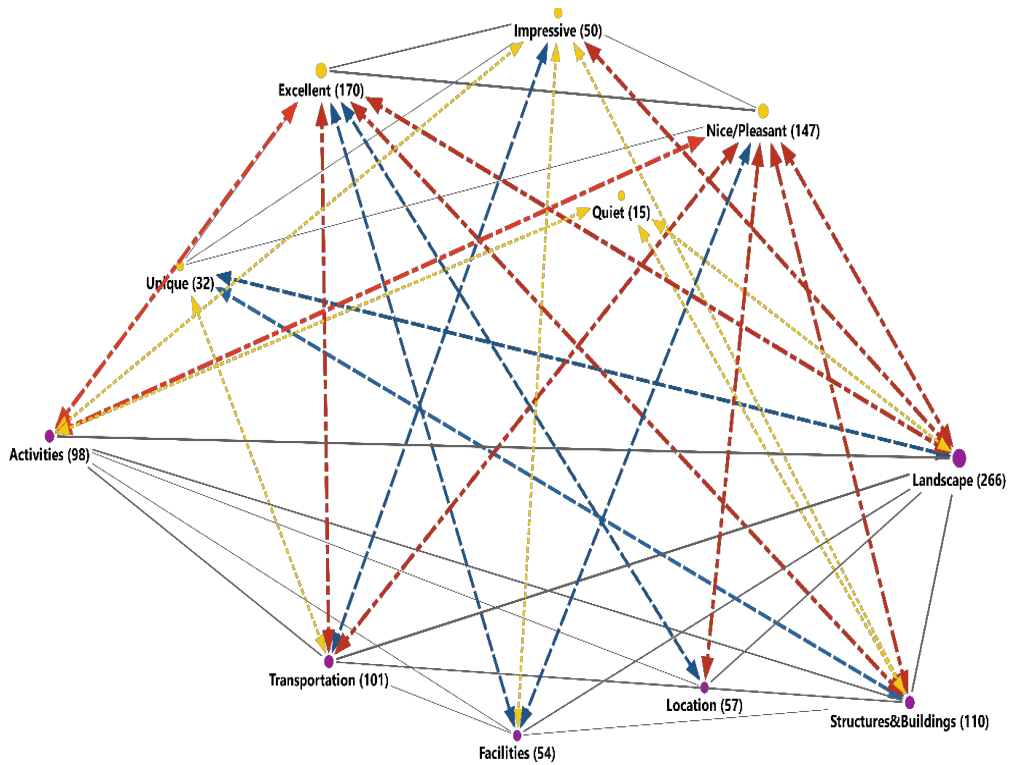 Impressive (50)
Excellent (170)
Nice/Pleasant (147)
Quiet (15)
Unique (32)
Activities (98)
Landscape (266)
Transportation (101)
Location (57)
Structures&Buildings (110)
Facilities (54)